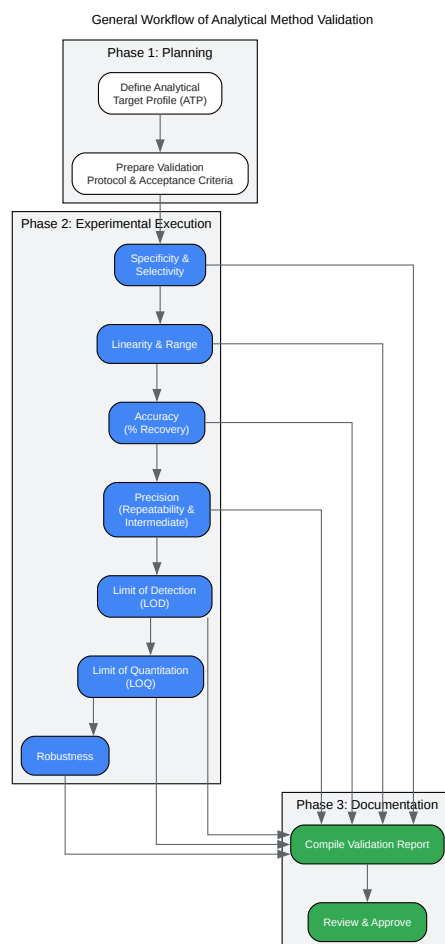 General Workflow of Analytical Method Validation
Phase 1: Planning
Define Analytical
Target Profile (ATP)
Prepare Validation
Protocol & Acceptance Criteria
Phase 2: Experimental Execution
Specificity &
Selectivity
Linearity & Range
Accuracy
(% Recovery)
Precision
(Repeatability &
Intermediate)
Limit of Detection
(LOD)
Limit of Quantitation
(LOQ)
Robustness
Phase 3: Documentation
Compile Validation Report
Review & Approve